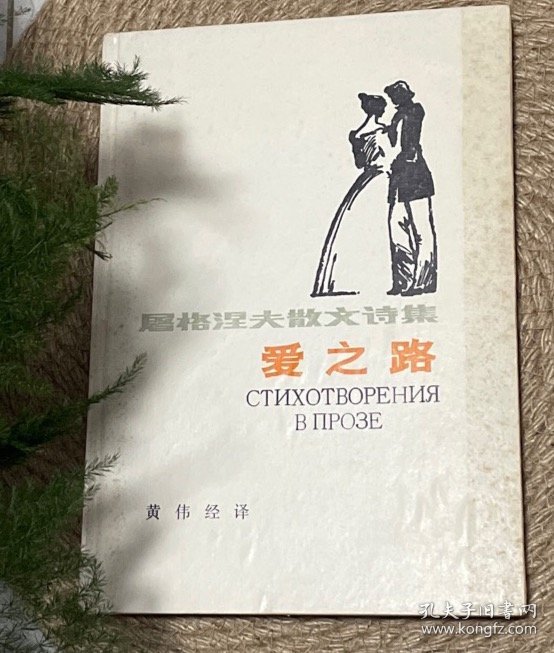 屠格涅夫散文诗集
爱之路
СТИХОТВОРЕНИЯ
В ПРОЗЕ
黄伟经译
孔夫子旧书网
www.kongfz.com